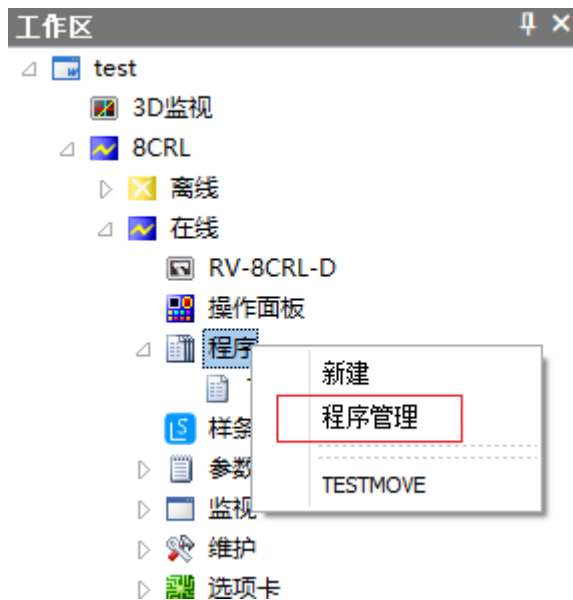 工作区
test
3D监视
8CRL
离线
在线
RV-8CRL-D
操作面板
程序
新建
程序管理
样条
参数
TESTMOVE
监视
维护
选项卡